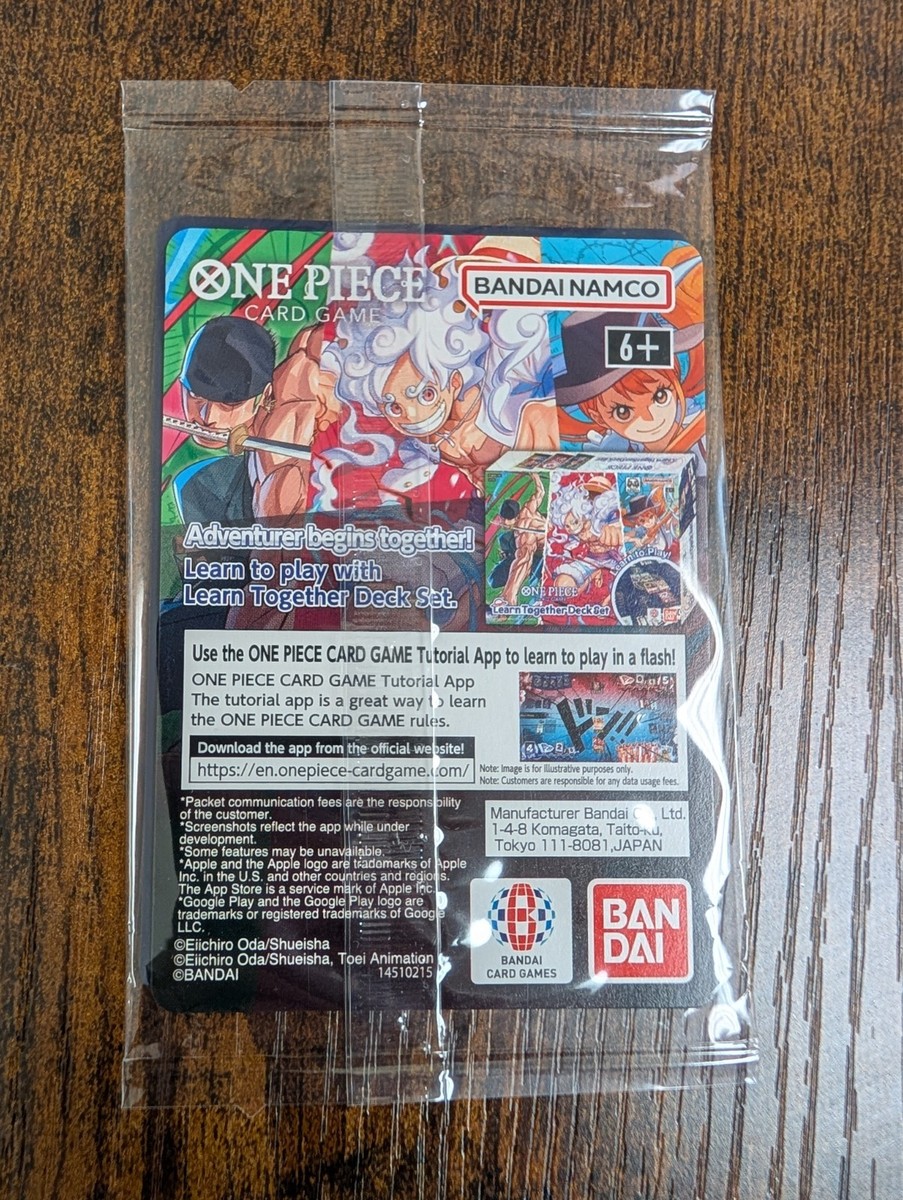 ONE PIECE
CARD GAME
BANDAI NAMCO
6+
Adventurer begins together!
Learn to play with
Learn Together Deck Set.
Learn to Play!
ONE PIECE
Learn Together Deck Set
Use the ONE PIECE CARD GAME Tutorial App to learn to play in a flash!
ONE PIECE CARD GAME Tutorial App
The tutorial app is a great way to learn
the ONE PIECE CARD GAME rules.
Download the app from the official website!
https://en.onepiece-cardgame.com/
Note: Image is for illustrative purposes only.
Note: Customers are responsible for any data usage fees.
*Packet communication fees are the responsibility
of the customer.
*Screenshots reflect the app while under
development.
*Some features may be unavailable.
*Apple and the Apple logo are trademarks of Apple
Inc. in the U.S. and other countries and regions.
The App Store is a service mark of Apple Inc.
*Google Play and the Google Play logo are
trademarks or registered trademarks of Google
LLC.
©Eiichiro Oda/Shueisha
©Eiichiro Oda/Shueisha, Toei Animation
©BANDAI
14510215
Manufacturer Bandai Co., Ltd.
1-4-8 Komagata, Taito-ku,
Tokyo 111-8081,JAPAN
BANDAI
CARD GAMES
BAN
DAI